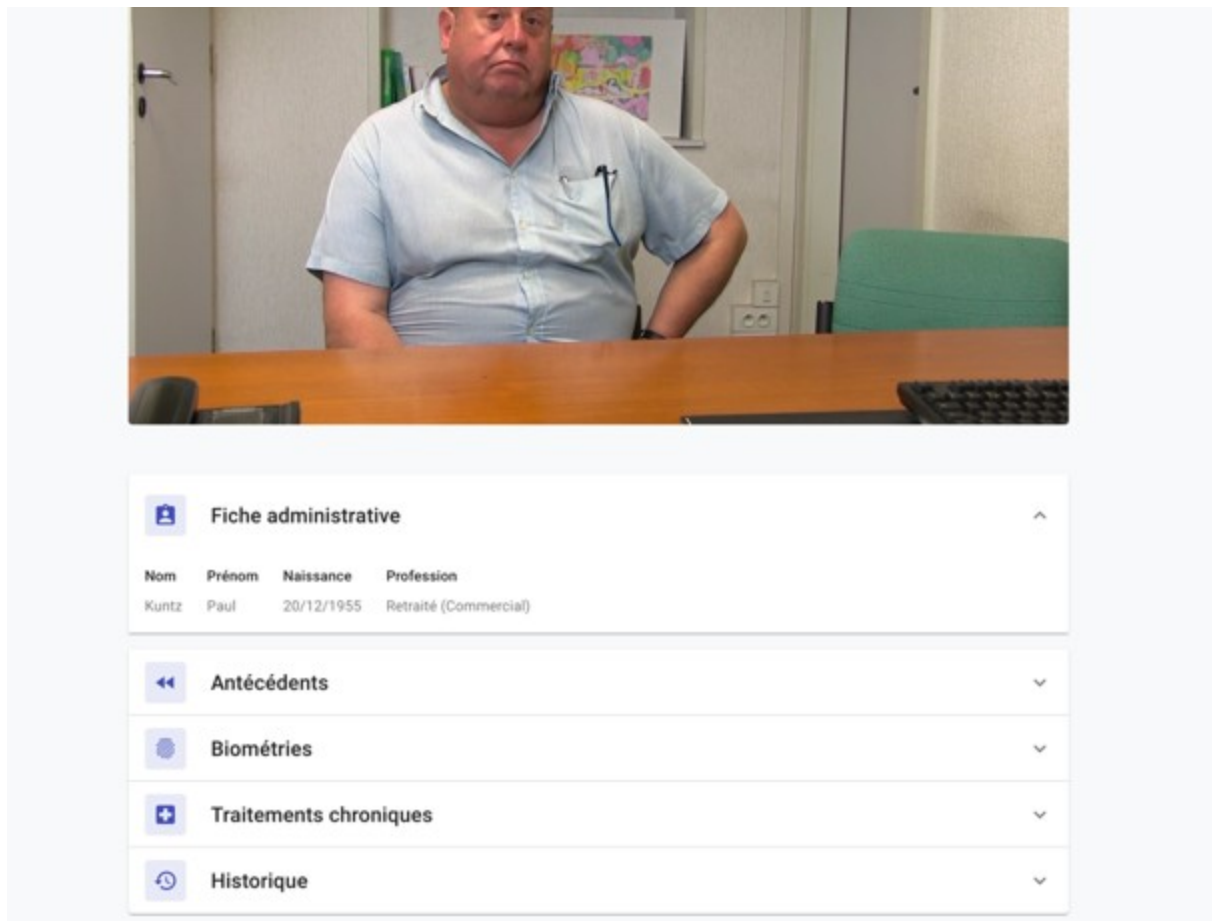 Fiche administrative
Nom Prénom Naissance Profession
Kuntz Paul 20/12/1955 Retraité (Commercial)
Antécédents
Biométries
Traitements chroniques
Historique